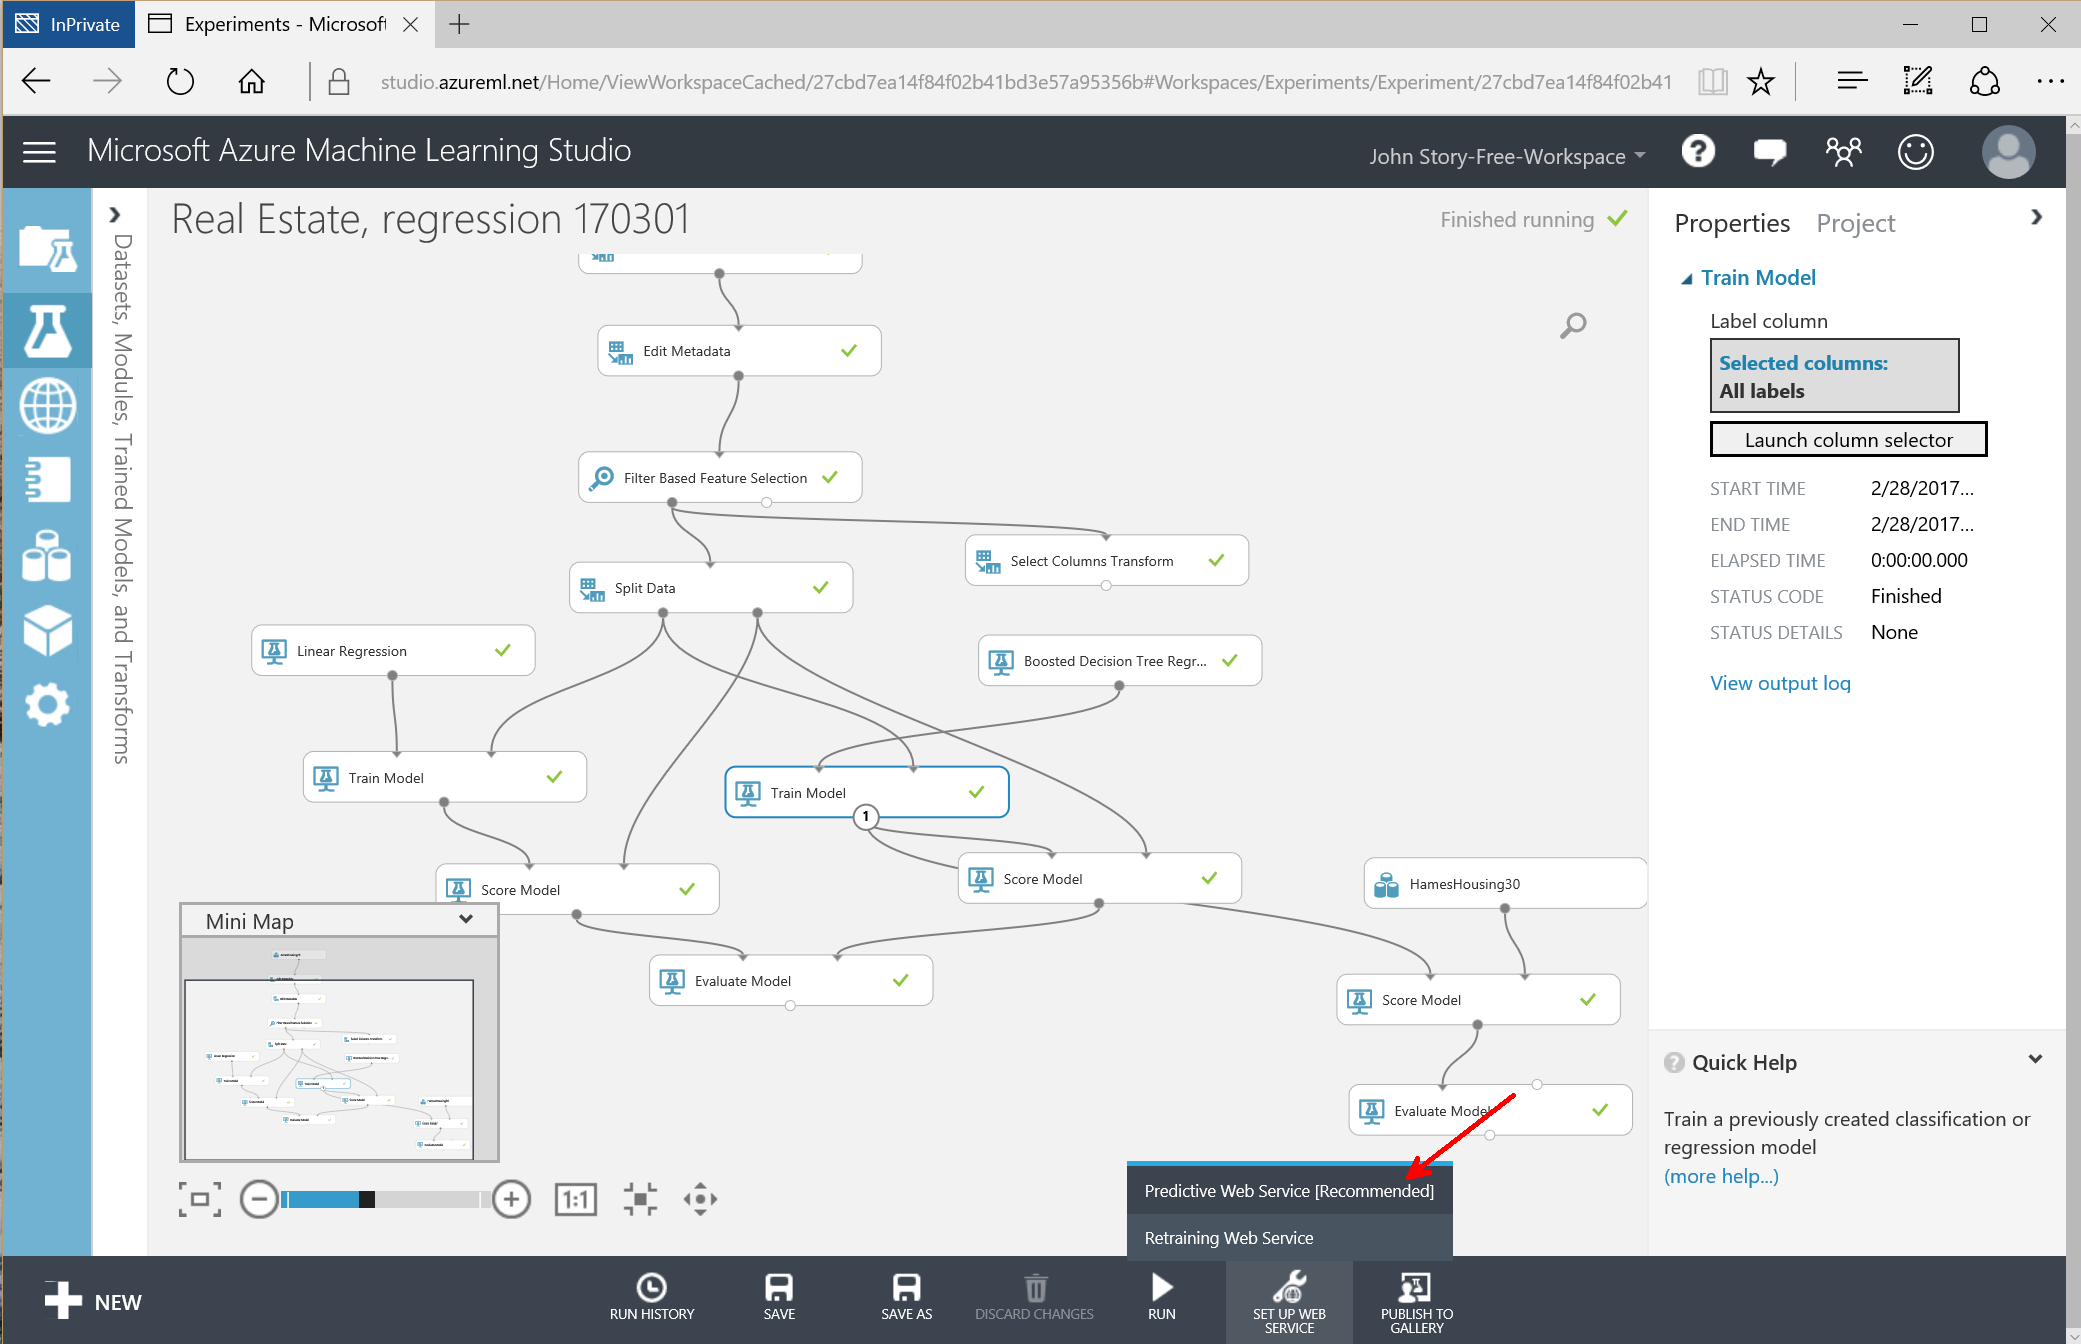 InPrivate
Experiments - Microsoft
studio.azureml.net/Home/ViewWorkspaceCached/27cbd7ea14f84f02b41bd3e57a95356b#Workspaces/Experiments/Experiment/27cbd7ea14f84f02b41
Microsoft Azure Machine Learning Studio
John Story-Free-Workspace
Datasets, Modules, Trained Models, and Transforms
Real Estate, regression 170301
Finished running
Edit Metadata
Filter Based Feature Selection
Select Columns Transform
Split Data
Linear Regression
Boosted Decision Tree Regr...
Train Model
Train Model
1
Score Model
Score Model
HamesHousing30
Evaluate Model
Score Model
Evaluate Model
Mini Map
1:1
Properties
Project
Train Model
Label column
Selected columns:
All labels
Launch column selector
START TIME 2/28/2017...
END TIME 2/28/2017...
ELAPSED TIME 0:00:00.000
STATUS CODE Finished
STATUS DETAILS None
View output log
Quick Help
Train a previously created classification or
regression model
(more help...)
Predictive Web Service [Recommended]
Retraining Web Service
NEW
RUN HISTORY
SAVE
SAVE AS
DISCARD CHANGES
RUN
SET UP WEB
SERVICE
PUBLISH TO
GALLERY